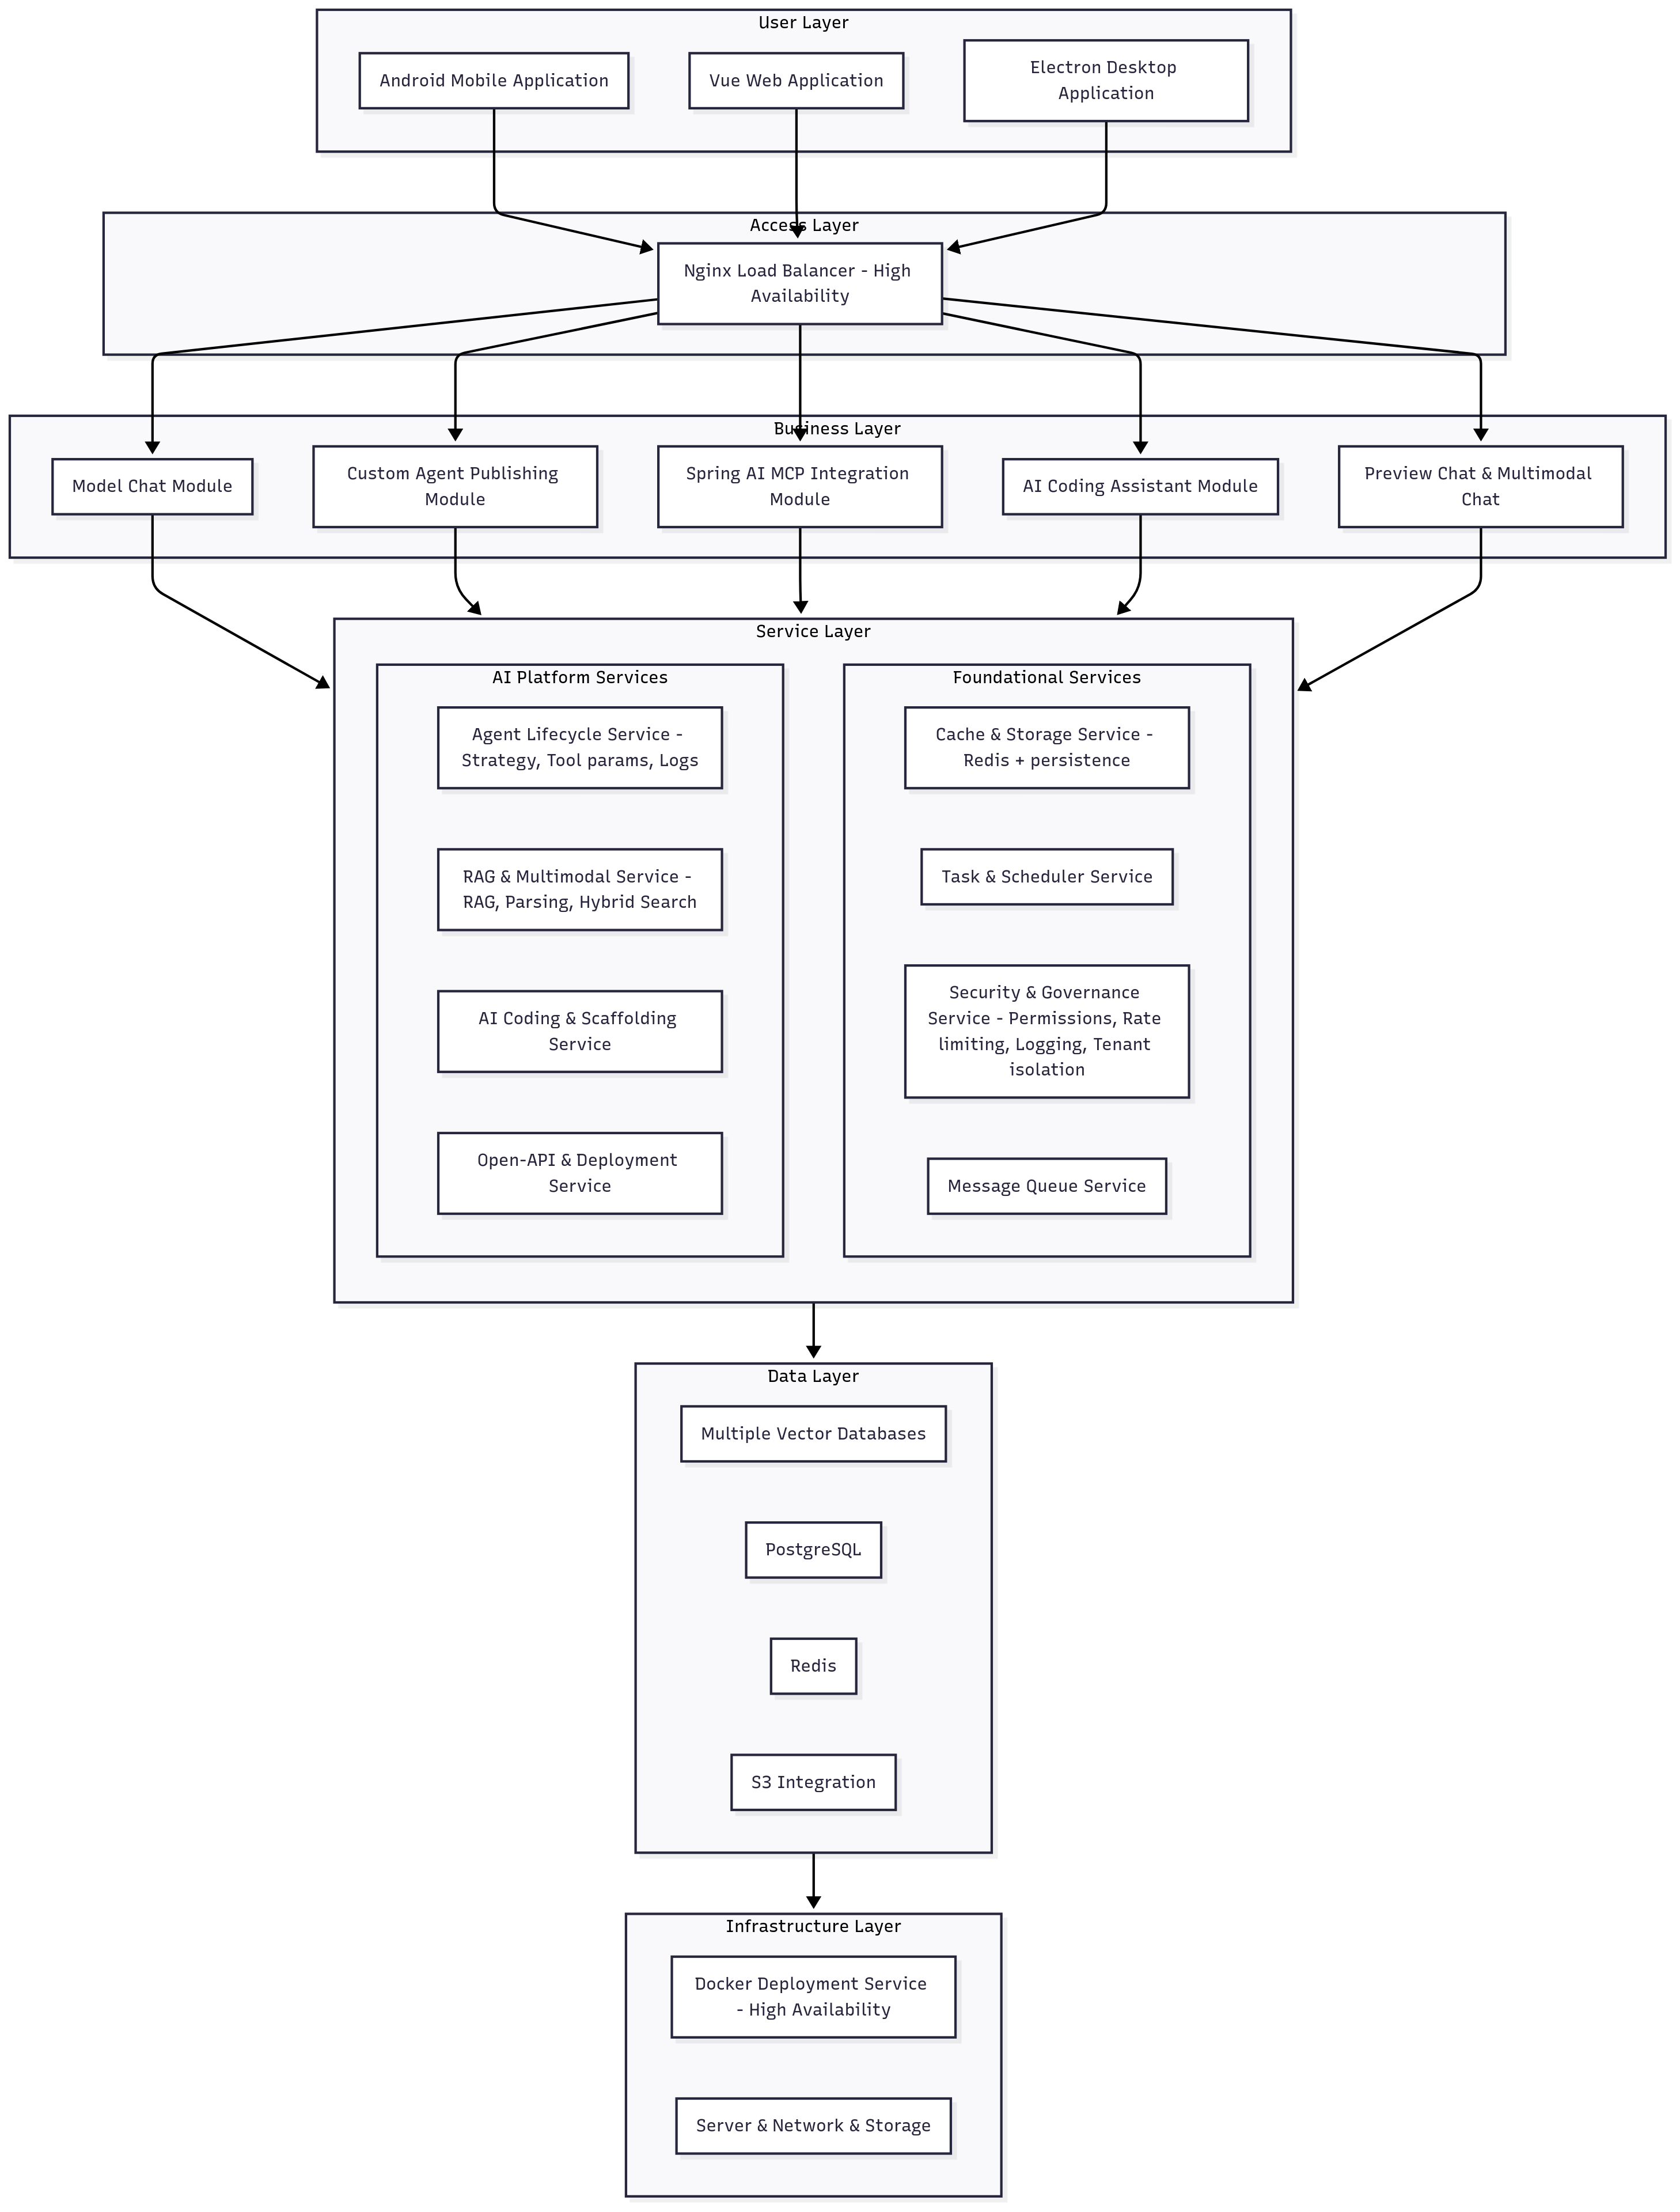 User Layer
Android Mobile Application
Vue Web Application
Electron Desktop
Application
Access Layer
Nginx Load Balancer - High
Availability
Business Layer
Model Chat Module
Custom Agent Publishing
Module
Spring AI MCP Integration
Module
AI Coding Assistant Module
Preview Chat & Multimodal
Chat
Service Layer
AI Platform Services
Agent Lifecycle Service -
Strategy, Tool params, Logs
RAG & Multimodal Service -
RAG, Parsing, Hybrid Search
AI Coding & Scaffolding
Service
Open-API & Deployment
Service
Foundational Services
Cache & Storage Service -
Redis + persistence
Task & Scheduler Service
Security & Governance
Service - Permissions, Rate
limiting, Logging, Tenant
isolation
Message Queue Service
Data Layer
Multiple Vector Databases
PostgreSQL
Redis
S3 Integration
Infrastructure Layer
Docker Deployment Service
- High Availability
Server & Network & Storage